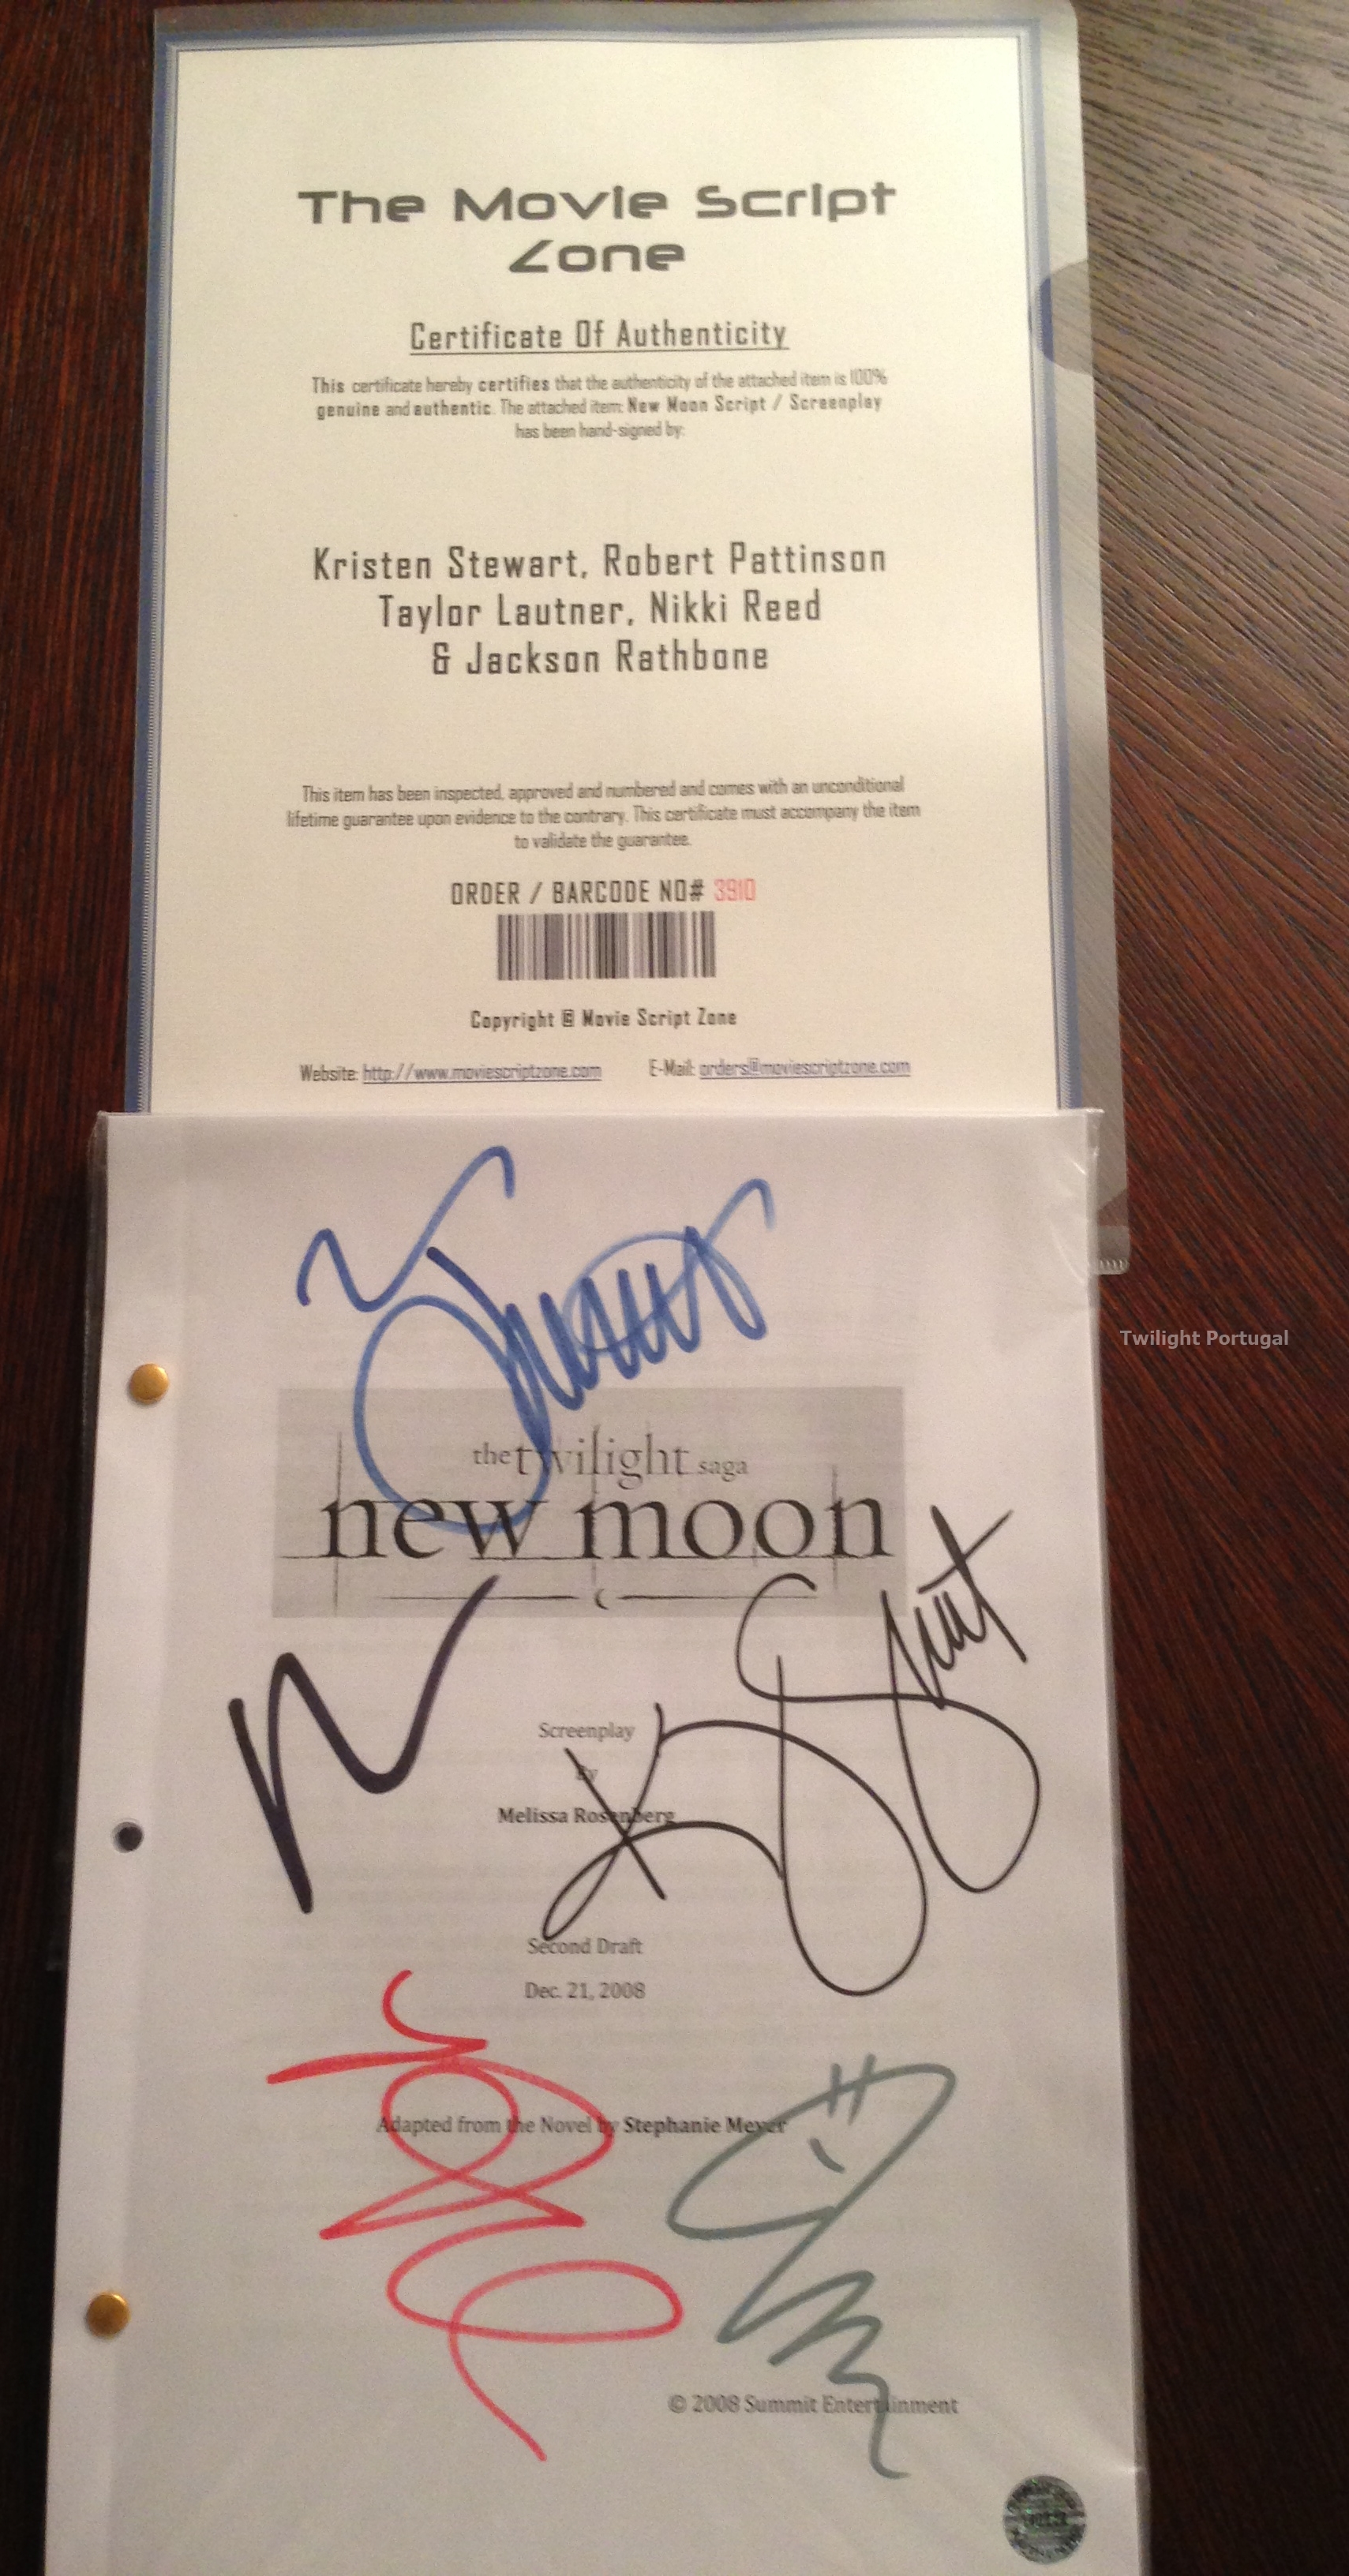 The Movie Script
Zone
Certificate Of Authenticity
This certificate hereby certifies that the authenticity of the attached item is 100%
genuine and authentic. The attached item: New Moon Script / Screenplay
has been hand-signed by:
Kristen Stewart, Robert Pattinson
Taylor Lautner, Nikki Reed
& Jackson Rathbone
This item has been inspected, approved and numbered and comes with an unconditional
lifetime guarantee upon evidence to the contrary. This certificate must accompany the item
to validate the guarantee.
ORDER / BARCODE NO# 3910
Copyright @ Movie Script Zone
Website: http://www.moviescriptzone.com E-Mail: orders@moviescriptzone.com
Twilight Portugal
the twilight saga
new moon
Screenplay
By
Melissa Rosenberg
Second Draft
Dec. 21, 2008
Adapted from the Novel by Stephanie Meyer
© 2008 Summit Entertainment